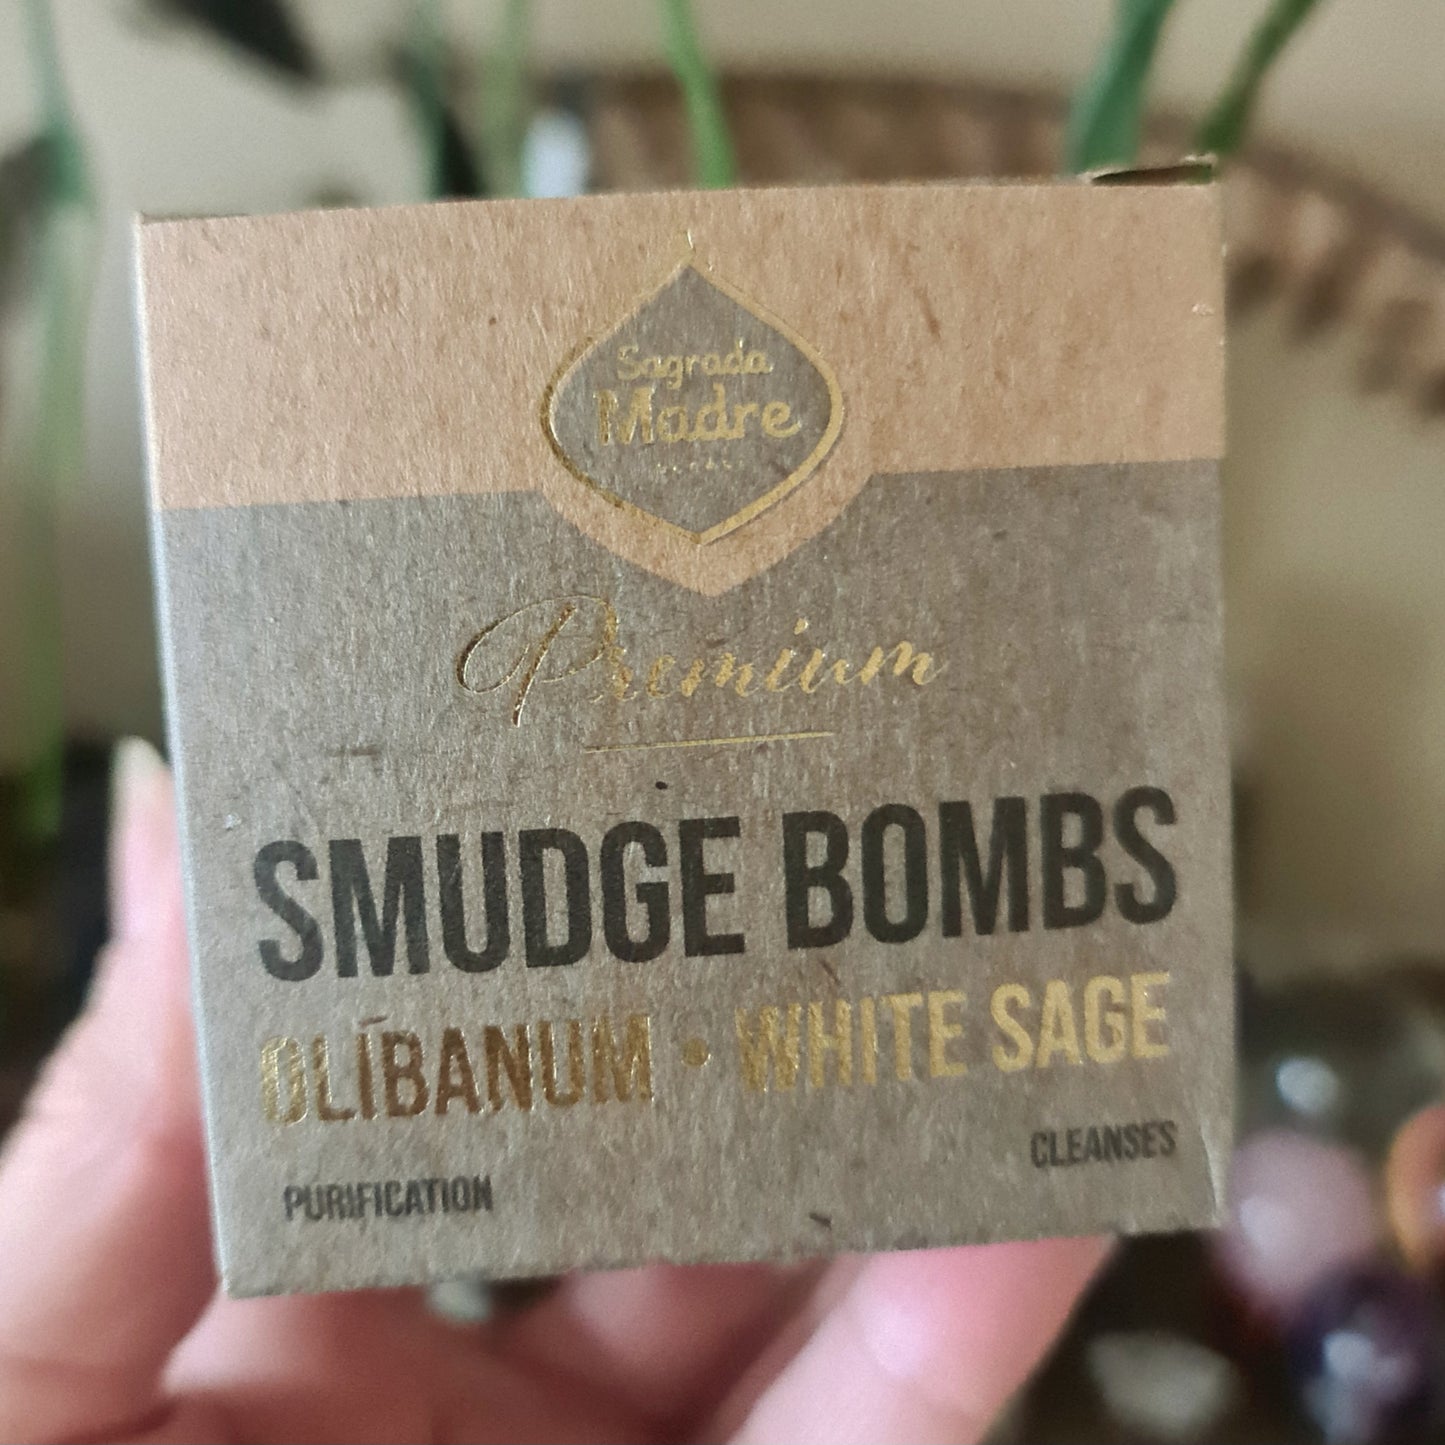 Sagrada
Madre
Premium
SMUDGE BOMBS
OLÍBANUM • WHITE SAGE
PURIFICATION
CLEANSES